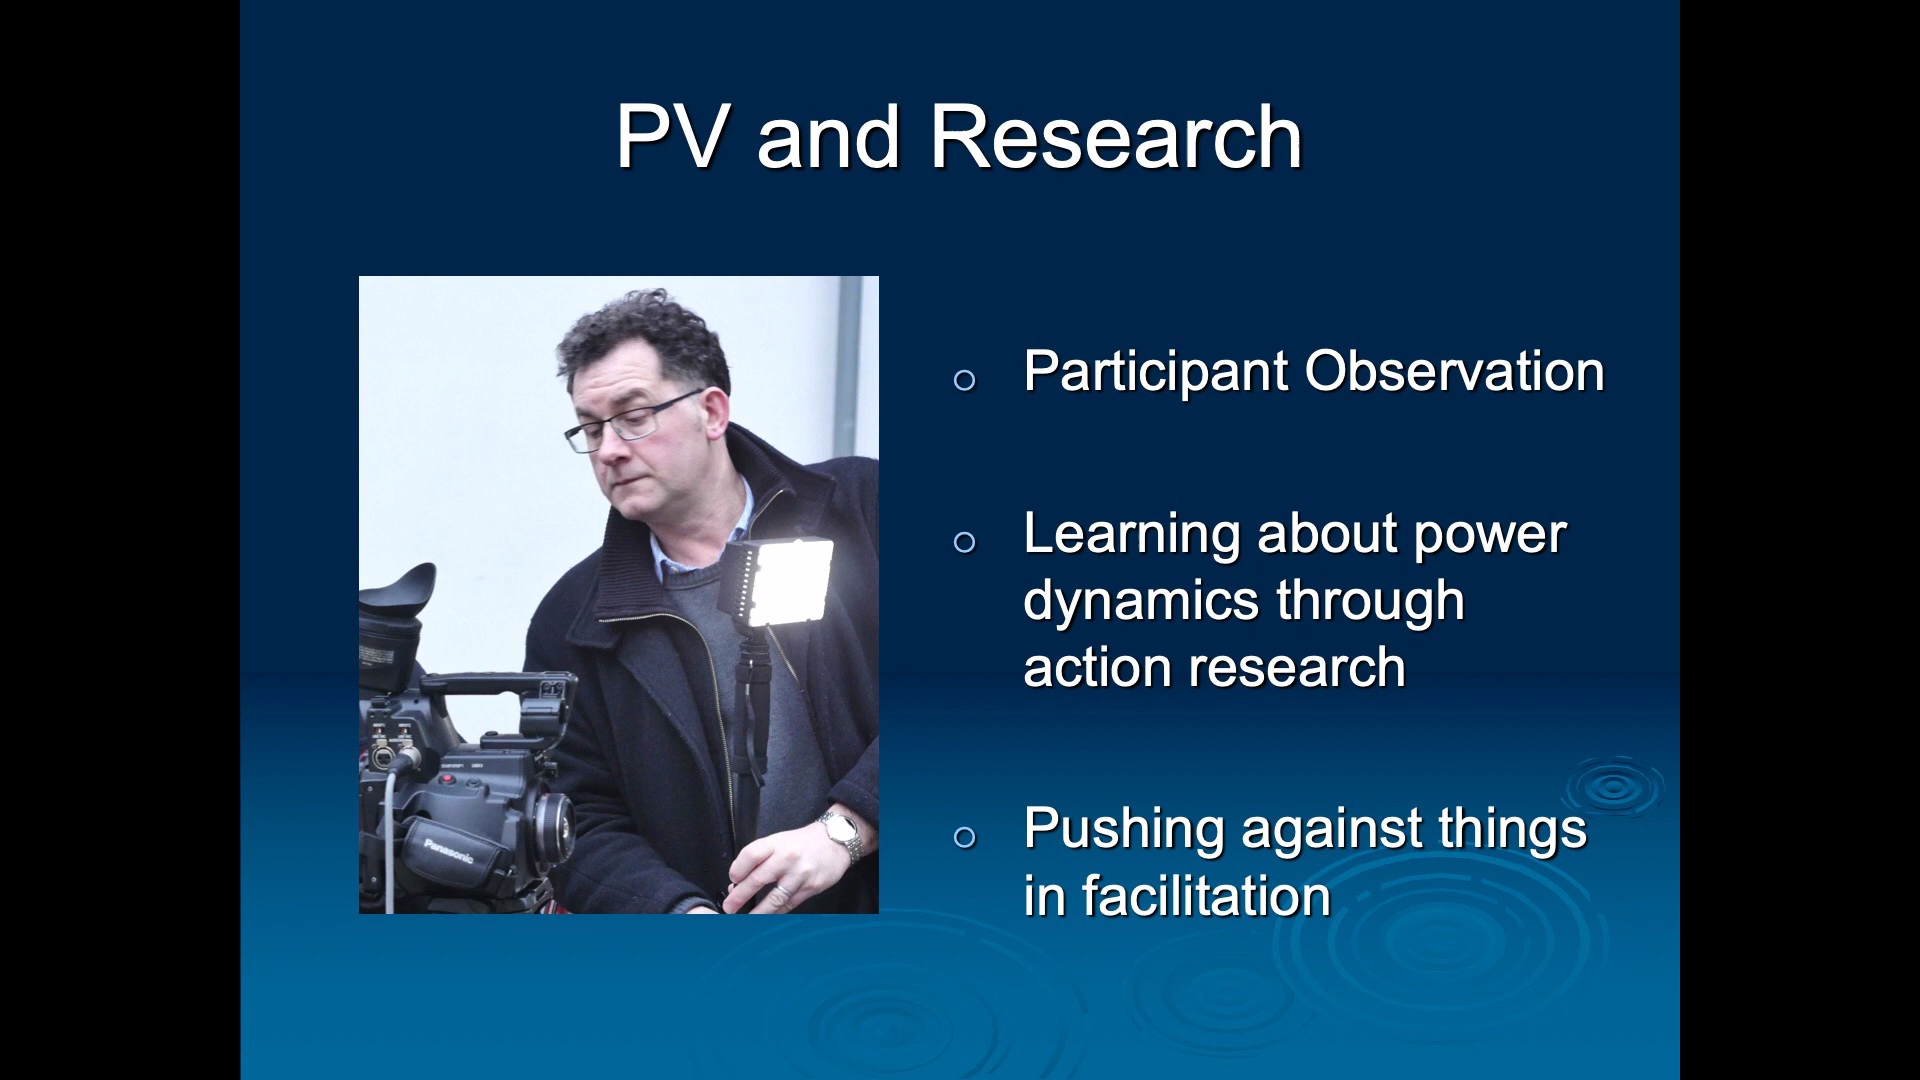 PV and Research
Participant Observation
Learning about power
dynamics through
action research
Pushing against things
in facilitation
Panasonic